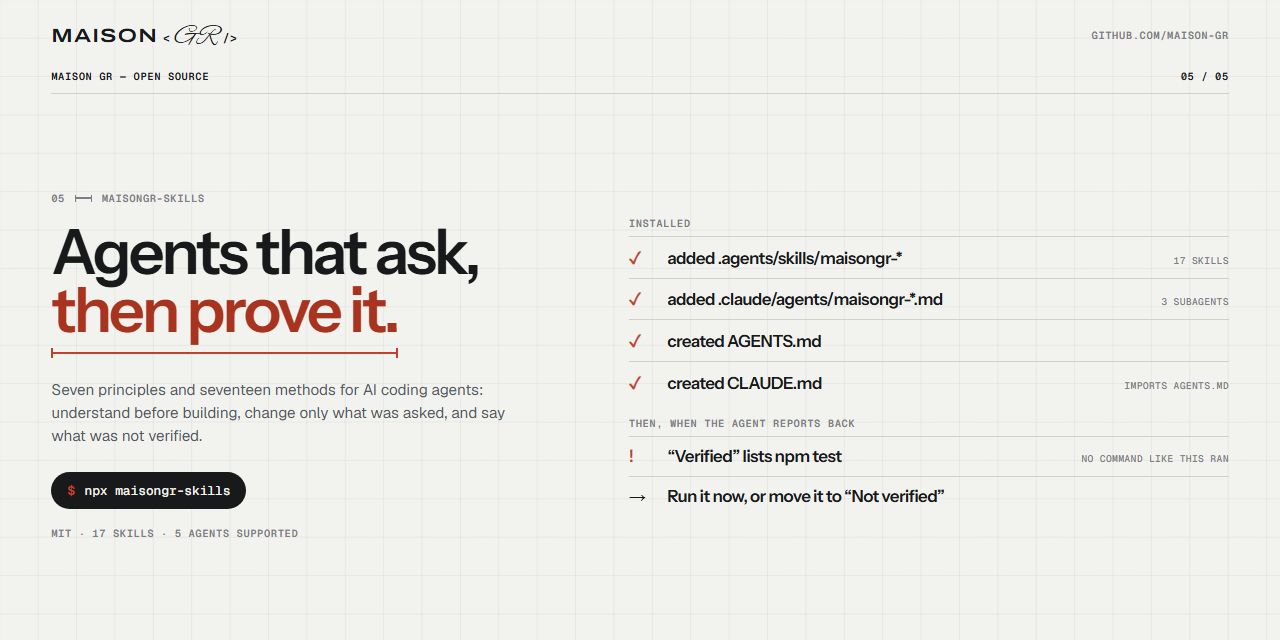 MAISON <GR/>
GITHUB.COM/MAISON-GR
MAISON GR — OPEN SOURCE
05 / 05
05 MAISONGR-SKILLS
Agents that ask,
then prove it.
Seven principles and seventeen methods for AI coding agents:
understand before building, change only what was asked, and say
what was not verified.
$ npx maisongr-skills
MIT · 17 SKILLS · 5 AGENTS SUPPORTED
INSTALLED
✓ added .agents/skills/maisongr-* 17 SKILLS
✓ added .claude/agents/maisongr-*.md 3 SUBAGENTS
✓ created AGENTS.md
✓ created CLAUDE.md IMPORTS AGENTS.MD
THEN, WHEN THE AGENT REPORTS BACK
! “Verified” lists npm test NO COMMAND LIKE THIS RAN
→ Run it now, or move it to “Not verified”